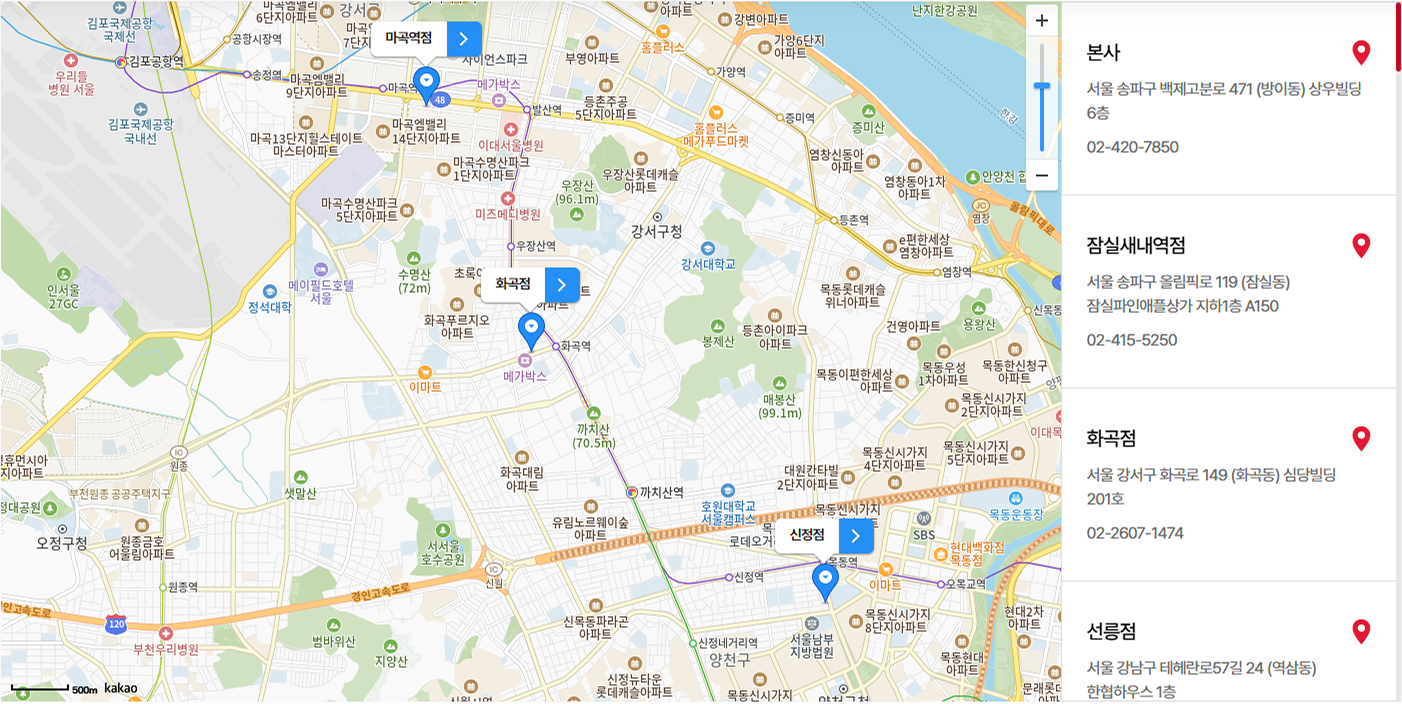 김포국제공항
국제선
마곡엠밸리
6단지아파트
강서구
마곡
7단지
공항시장역
김포공항역
우리들
병원 서울
송정역
마곡엠밸리
9단지아파트
김포국제공항
국내선
마곡역점
마곡역
48
사이언스파크
부영아파트
홈플러스
아파트
강변아파트
가양6단지
아파트
난지한강공원
메가박스
발산역
가양역
등촌주공
5단지아파트
증미역
홈플러스
메가푸드마켓
증미산
한강
마곡13단지힐스테이트
마스터아파트
마곡엠밸리
14단지아파트
이대서울병원
마곡수명산파크
1단지아파트
우장산
(96.1m)
우장산롯데캐슬
아파트
염창신동아
아파트
염창동아1차
아파트
안양천 합
IC
염창
올림픽대로
마곡수명산파크
5단지아파트
미즈메디병원
강서구청
등촌역
우장산역
수명산
(72m)
강서대학교
e편한세상
염창아파트
염창역
인서울
27GC
메이필드호텔
서울
정석대학
초록아
화곡점
아파트
목동롯데캐슬
위너아파트
화곡푸르지오
아파트
화곡역
메가박스
이마트
봉제산
등촌아이파크
아파트
건영아파트
용왕산
신목동
목동우성
1차아파트
목동한신청구
아파트
목동이편한세상
아파트
매봉산
(99.1m)
목동신시가지
2단지아파트
양평
이대목
까치산
(70.5m)
IC
원종
휴먼시아
지아파트
화곡대림
아파트
대원칸타빌
2단지아파트
목동신시가지
4단지아파트
목동신시가지
5단지아파트
샛말산
부천원종 공공주택지구
까치산역
호원대학교
서울캠퍼스
목동신시가지
목동운동장
SBS
정대공원
오정구청
원종금호
어울림아파트
유림노르웨이숲
아파트
신정점
로데오거
목동역
현대백화점
목동점
서서울
호수공원
IC
신월
원종역
신정역
이마트
오목교역
경인고속도로
경인고속도로
120
부천우리병원
범바위산
지양산
신목동파라곤
아파트
신정네거리역
양천구
서울남부
지방법원
목동신시가지
8단지아파트
현대2차
아파트
목동현대
아파트
신정뉴타운
롯데캐슬아파트
목동신시가지
양천구청
문래롯데
아파트
500m
kakao
+
−
본사
서울 송파구 백제고분로 471 (방이동) 상우빌딩
6층
02-420-7850
잠실새내역점
서울 송파구 올림픽로 119 (잠실동)
잠실파인애플상가 지하1층 A150
02-415-5250
화곡점
서울 강서구 화곡로 149 (화곡동) 심당빌딩
201호
02-2607-1474
선릉점
서울 강남구 테헤란로57길 24 (역삼동)
한협하우스 1층